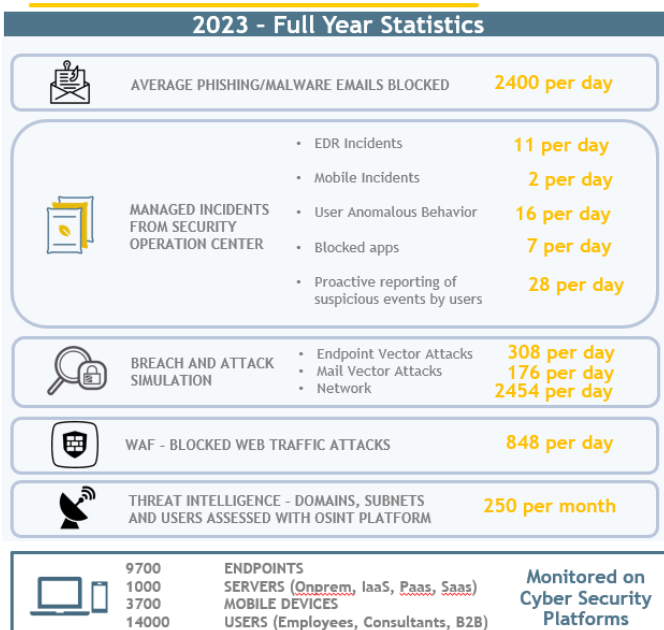 2023 – Full Year Statistics
AVERAGE PHISHING/MALWARE EMAILS BLOCKED
2400 per day
MANAGED INCIDENTS
FROM SECURITY
OPERATION CENTER
• EDR Incidents
11 per day
• Mobile Incidents
2 per day
• User Anomalous Behavior
16 per day
• Blocked apps
7 per day
• Proactive reporting of
suspicious events by users
28 per day
BREACH AND ATTACK
SIMULATION
• Endpoint Vector Attacks
308 per day
• Mail Vector Attacks
176 per day
• Network
2454 per day
WAF – BLOCKED WEB TRAFFIC ATTACKS
848 per day
THREAT INTELLIGENCE – DOMAINS, SUBNETS
AND USERS ASSESSED WITH OSINT PLATFORM
250 per month
9700 ENDPOINTS
1000 SERVERS (Onprem, IaaS, Paas, Saas)
3700 MOBILE DEVICES
14000 USERS (Employees, Consultants, B2B)
Monitored on
Cyber Security
Platforms